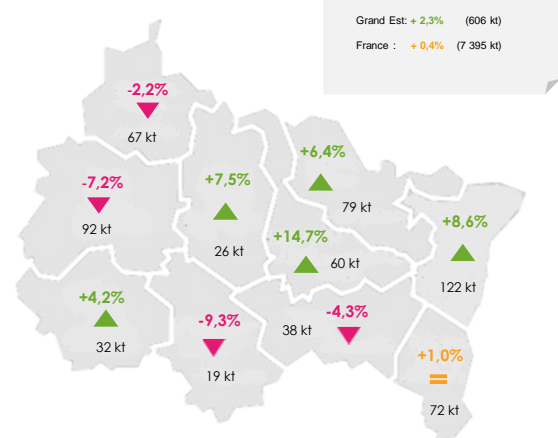 Grand Est: + 2,3% (606 kt)
France : + 0,4% (7 395 kt)
-2,2%
67 kt
+6,4%
79 kt
-7,2%
92 kt
+7,5%
26 kt
+14,7%
60 kt
+8,6%
122 kt
+4,2%
32 kt
-9,3%
19 kt
-4,3%
38 kt
+1,0%
72 kt